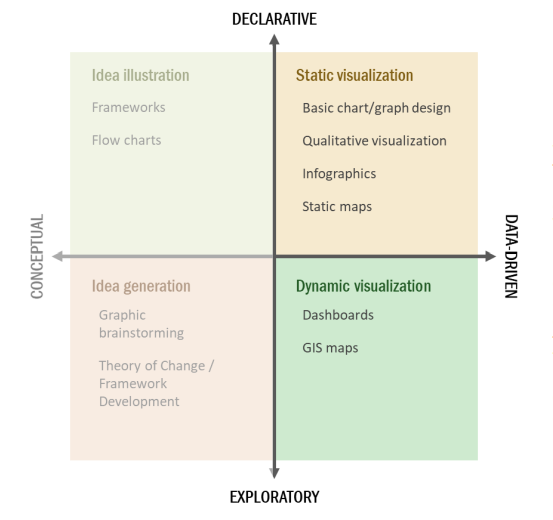 DECLARATIVE
Idea illustration
Frameworks
Flow charts
Static visualization
Basic chart/graph design
Qualitative visualization
Infographics
Static maps
CONCEPTUAL
DATA-DRIVEN
Idea generation
Graphic
brainstorming
Theory of Change /
Framework
Development
Dynamic visualization
Dashboards
GIS maps
EXPLORATORY